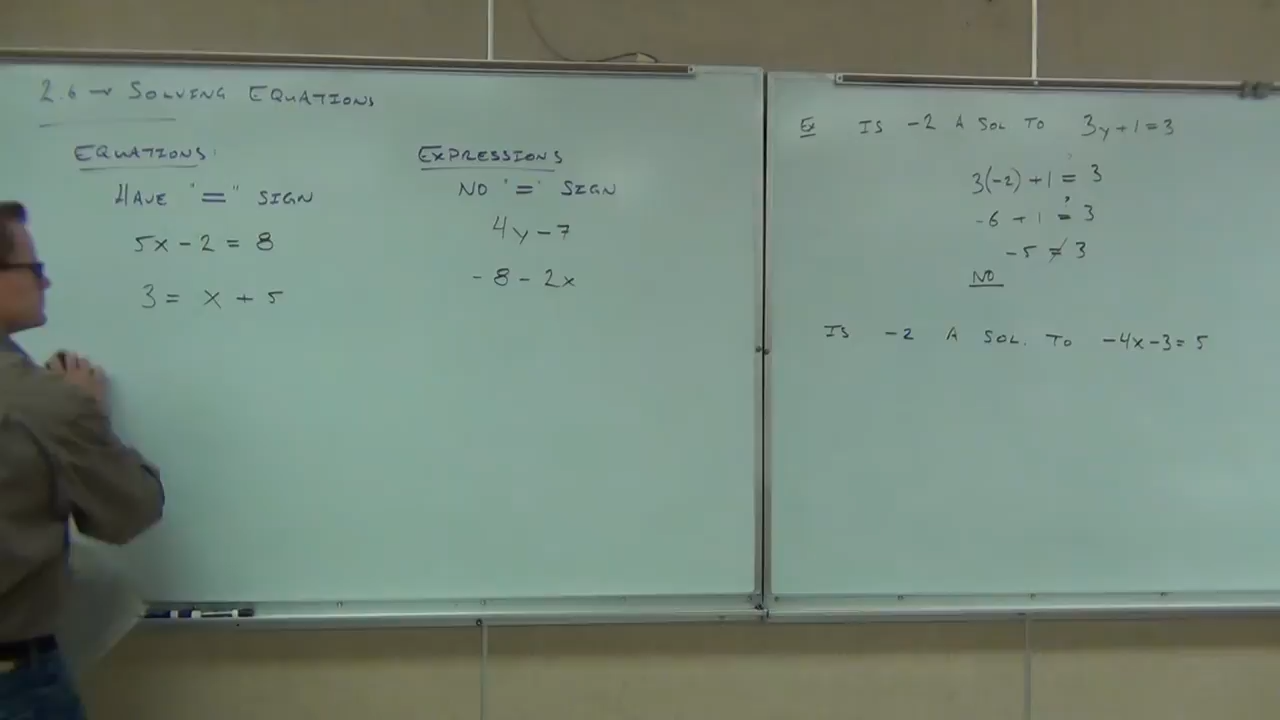 2.6 → SOLVING EQUATIONS
EQUATIONS:
HAVE "=" SIGN
5x - 2 = 8
3 = x + 5
EXPRESSIONS
NO "=" SIGN
4y - 7
-8 - 2x
Ex IS -2 A SOL TO 3y+1=3
3(-2) + 1 ≟ 3
-6 + 1 ≟ 3
-5 ≠ 3
NO
IS -2 A SOL. TO -4x-3=5